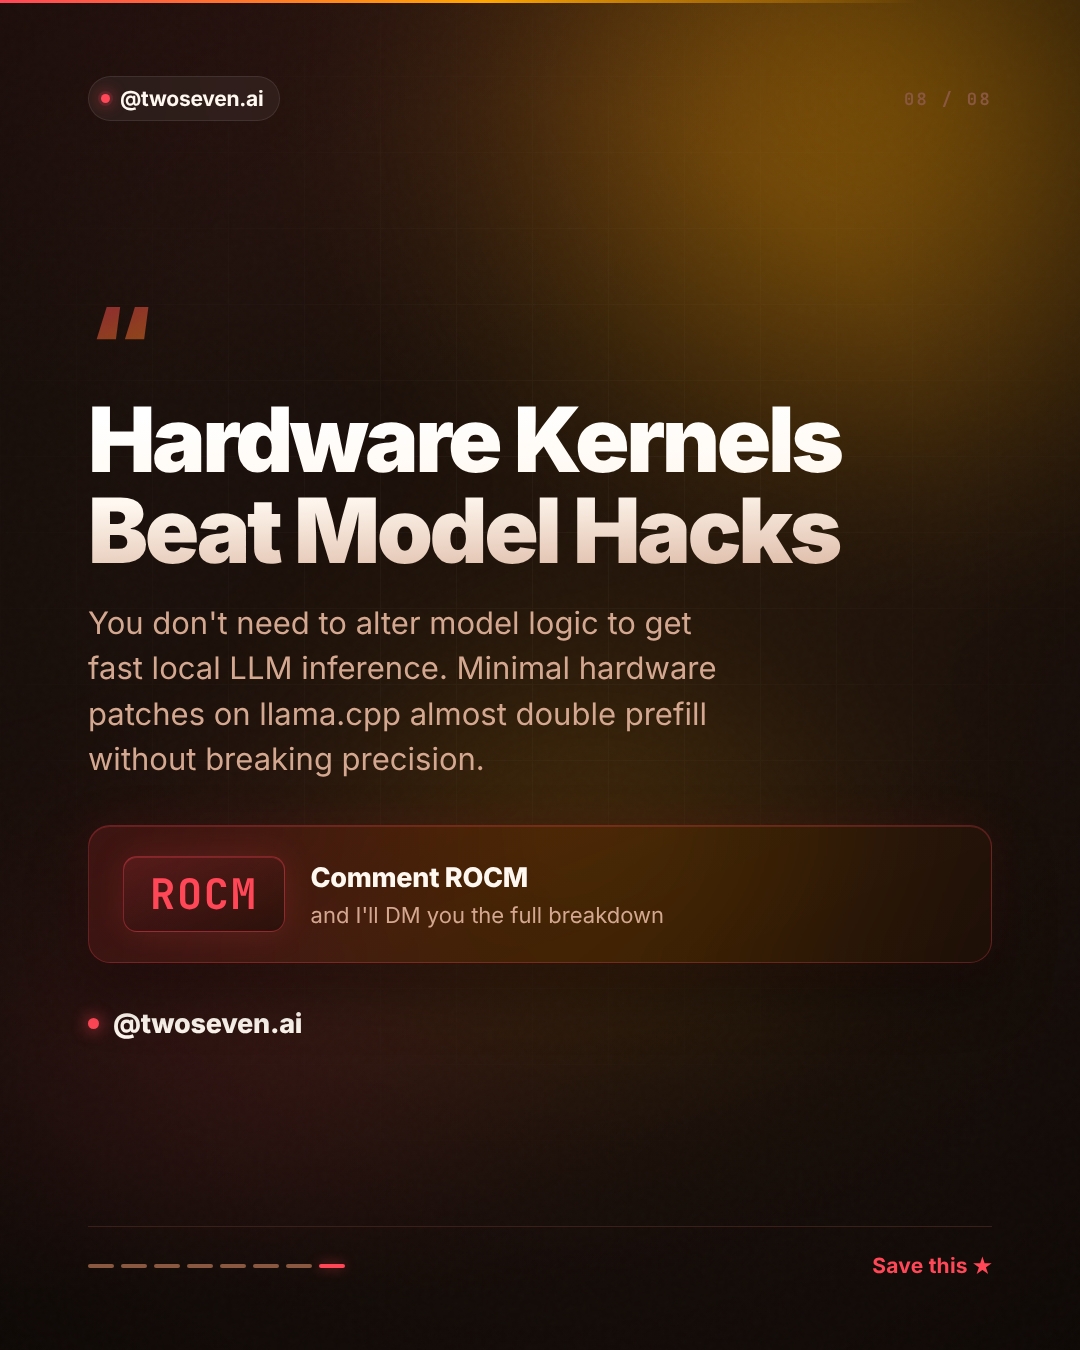 @twoseven.ai
08 / 08
“
Hardware Kernels
Beat Model Hacks
You don't need to alter model logic to get
fast local LLM inference. Minimal hardware
patches on llama.cpp almost double prefill
without breaking precision.
ROCM
Comment ROCM
and I'll DM you the full breakdown
@twoseven.ai
Save this ★